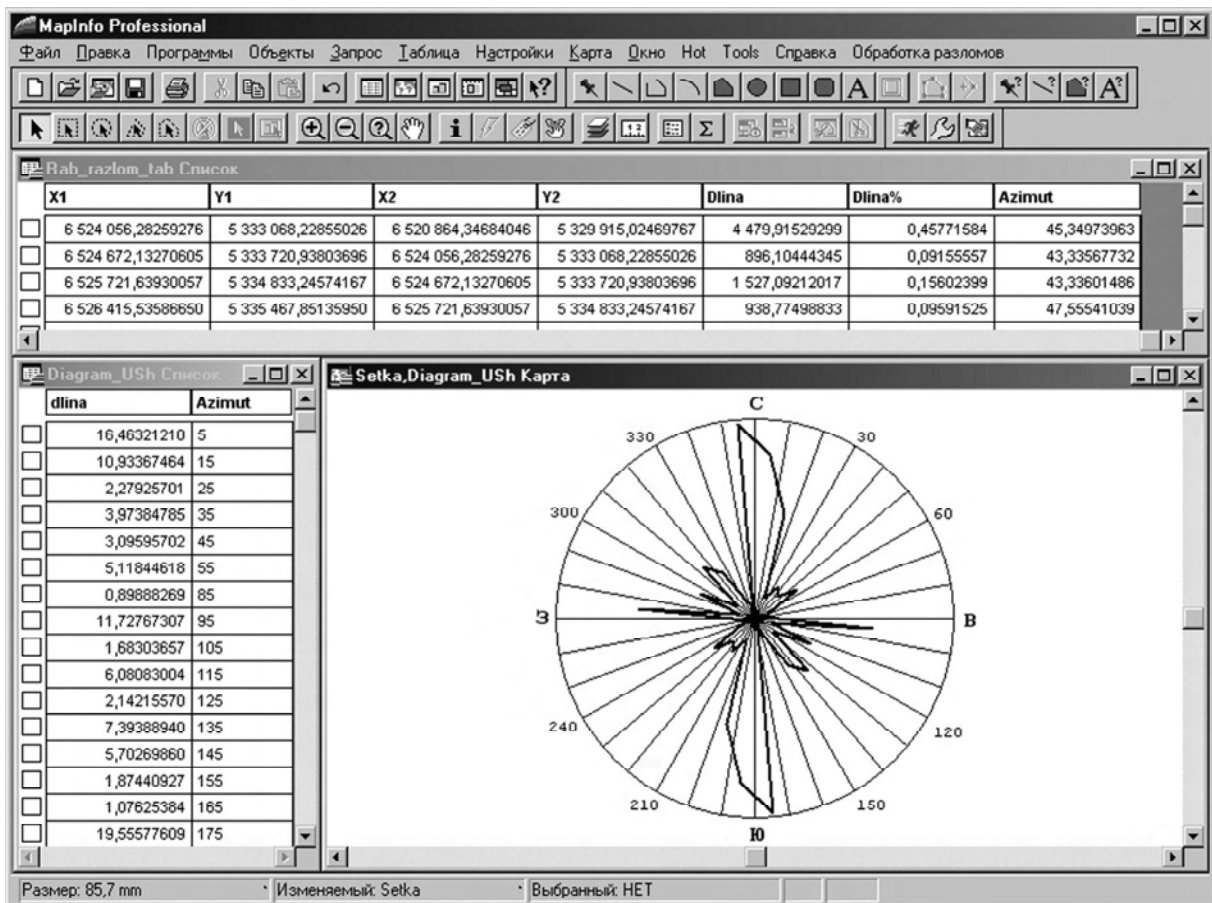 MapInfo Professional
Файл Правка Программы Объекты Запрос Таблица Настройки Карта Окно Hot Tools Справка Обработка разломов
Rab_razlom_tab Список
X1 Y1 X2 Y2 Dlina Dlina% Azimut
6 524 056,28259276 5 333 068,22855026 6 520 864,34684046 5 329 915,02469767 4 479,91529299 0,45771584 45,34973963
6 524 672,13270605 5 333 720,93803696 6 524 056,28259276 5 333 068,22855026 896,10444345 0,09155557 43,33567732
6 525 721,63930057 5 334 833,24574167 6 524 672,13270605 5 333 720,93803696 1 527,09212017 0,15602399 43,33601486
6 526 415,53586650 5 335 467,85135950 6 525 721,63930057 5 334 833,24574167 938,77498833 0,09591525 47,55541039
Diagram_USh Список
dlina Azimut
16,46321210 5
10,93367464 15
2,27925701 25
3,97384785 35
3,09595702 45
5,11844618 55
0,89888269 85
11,72767307 95
1,68303657 105
6,08083004 115
2,14215570 125
7,39388940 135
5,70269860 145
1,87440927 155
1,07625384 165
19,55577609 175
Setka,Diagram_USh Карта
С
330 30
300 60
З В
240 120
210 150
Ю
Размер: 85,7 mm Изменяемый: Setka Выбранный: НЕТ